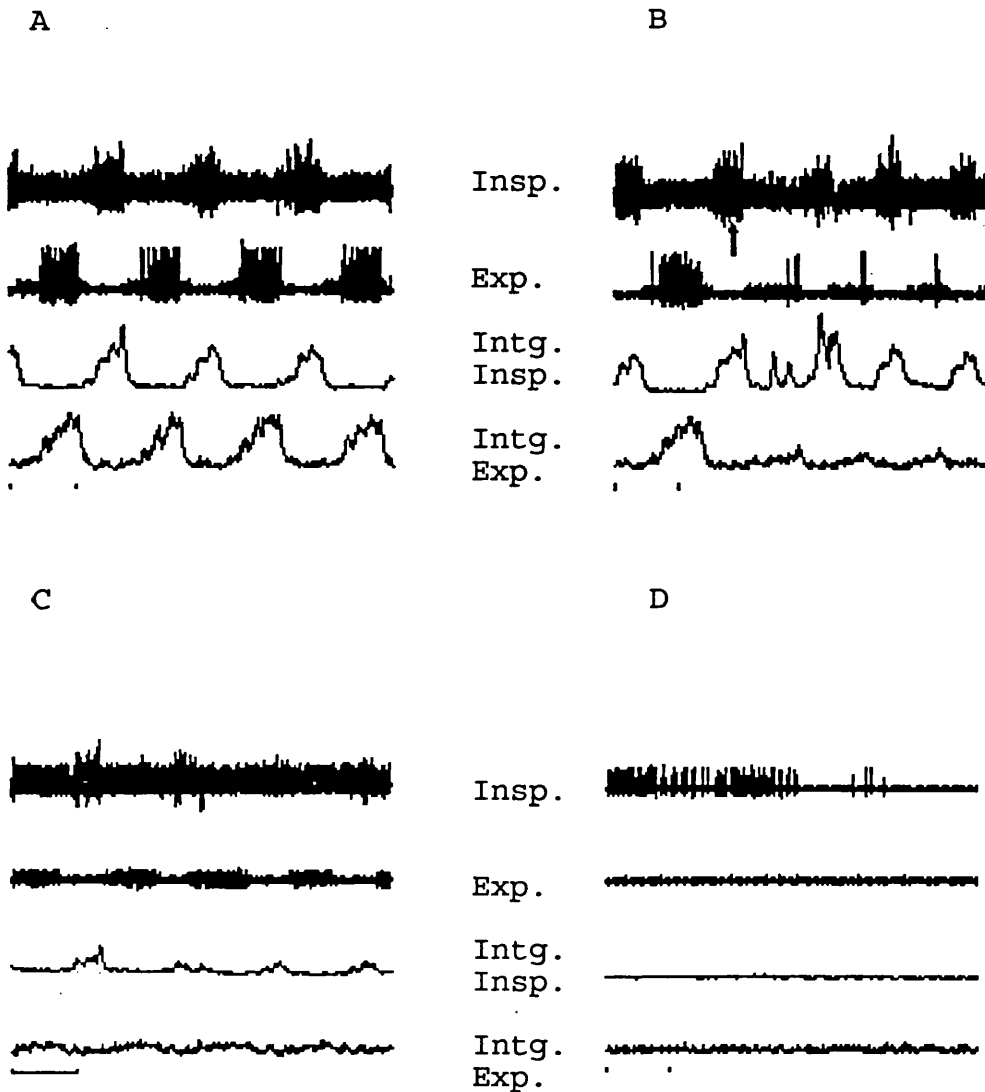 A
B
Insp.
Exp.
Intg.
Insp.
Intg.
Exp.
C
D
Insp.
Exp.
Intg.
Insp.
Intg.
Exp.